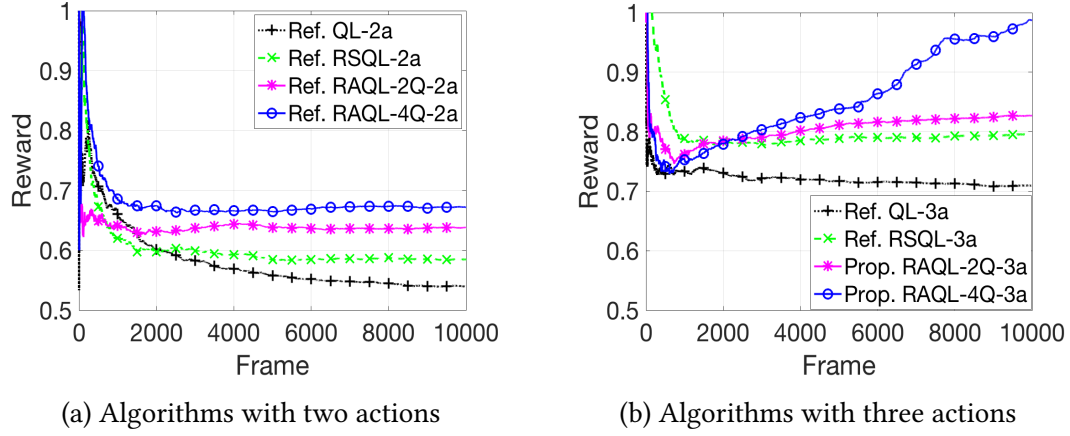 1
0.9
0.8
0.7
0.6
0.5
Reward
0 2000 4000 6000 8000 10000
Frame
Ref. QL-2a
Ref. RSQL-2a
Ref. RAQL-2Q-2a
Ref. RAQL-4Q-2a
(a) Algorithms with two actions
1
0.9
0.8
0.7
0.6
0.5
Reward
0 2000 4000 6000 8000 10000
Frame
Ref. QL-3a
Ref. RSQL-3a
Prop. RAQL-2Q-3a
Prop. RAQL-4Q-3a
(b) Algorithms with three actions